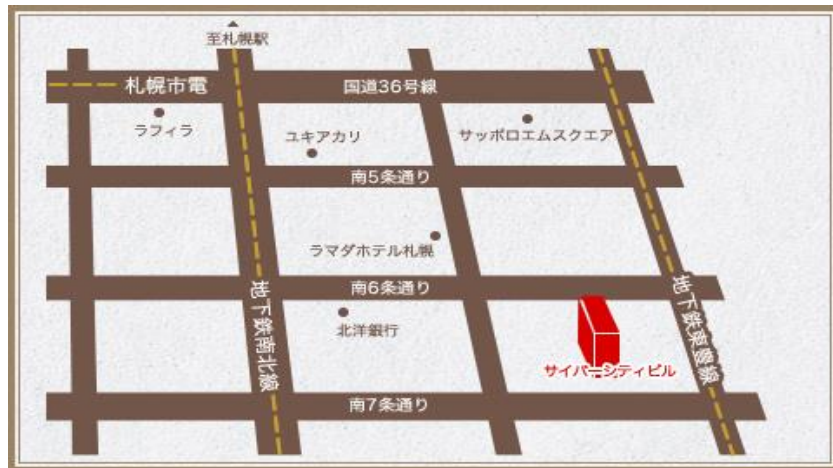 至札幌駅
札幌市電
国道36号線
ラフィラ
ユキアカリ
サッポロエムスクエア
南5条通り
ラマダホテル札幌
南6条通り
地下鉄南北線
北洋銀行
地下鉄東豊線
サイバーシティビル
南7条通り